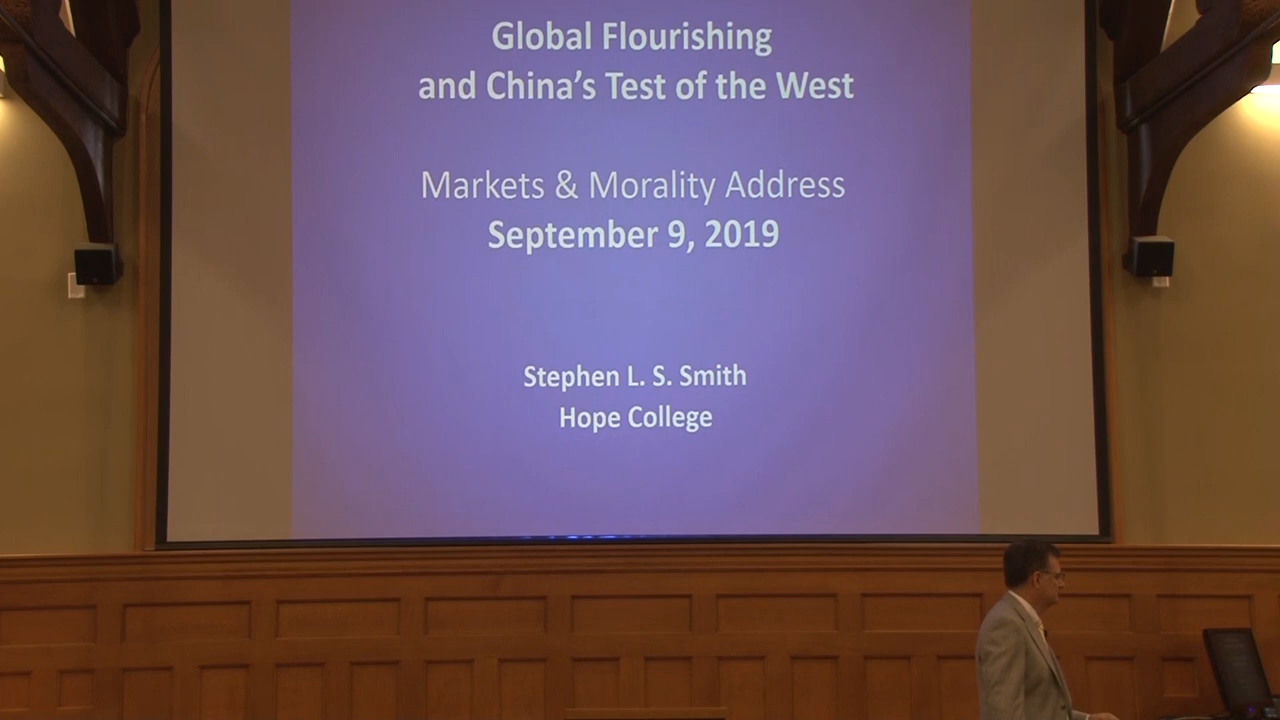 Global Flourishing
and China's Test of the West
Markets & Morality Address
September 9, 2019
Stephen L. S. Smith
Hope College